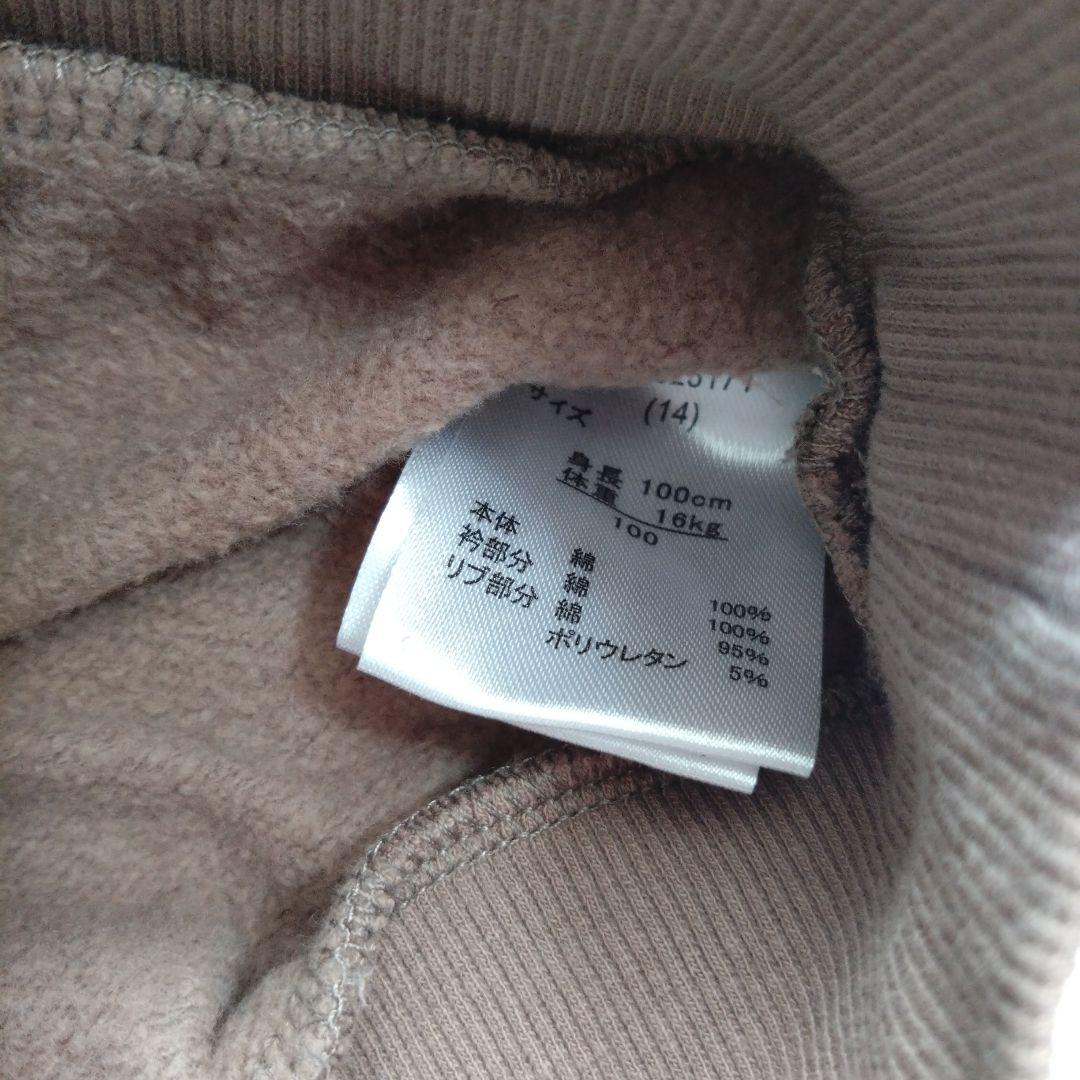 (14)
サイズ
身長 100cm
体重 16kg
100
本体 綿 100%
衿部分 綿 100%
リブ部分 綿 95%
ポリウレタン 5%